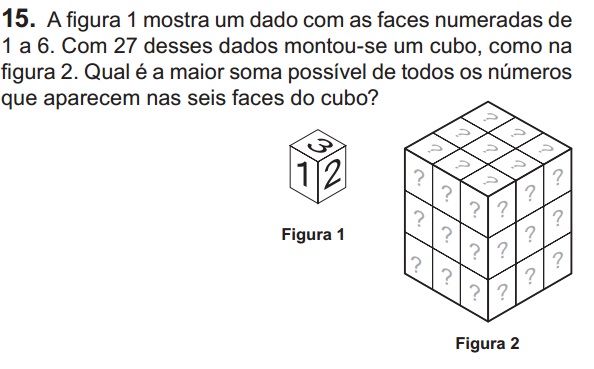 15. A figura 1 mostra um dado com as faces numeradas de
1 a 6. Com 27 desses dados montou-se um cubo, como na
figura 2. Qual é a maior soma possível de todos os números
que aparecem nas seis faces do cubo?
3
1 2
Figura 1
?
? ?
? ? ?
? ?
?
? ? ? ? ? ?
? ? ? ? ? ?
? ? ? ? ? ?
Figura 2